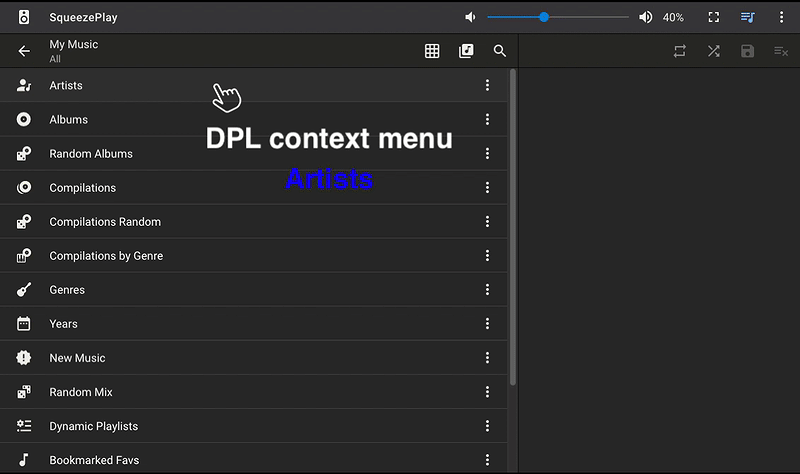 SqueezePlay
40%
My Music
All
Artists
Albums
DPL context menu
Random Albums
Artists
Compilations
Compilations Random
Compilations by Genre
Genres
Years
New Music
Random Mix
Dynamic Playlists
Bookmarked Favs